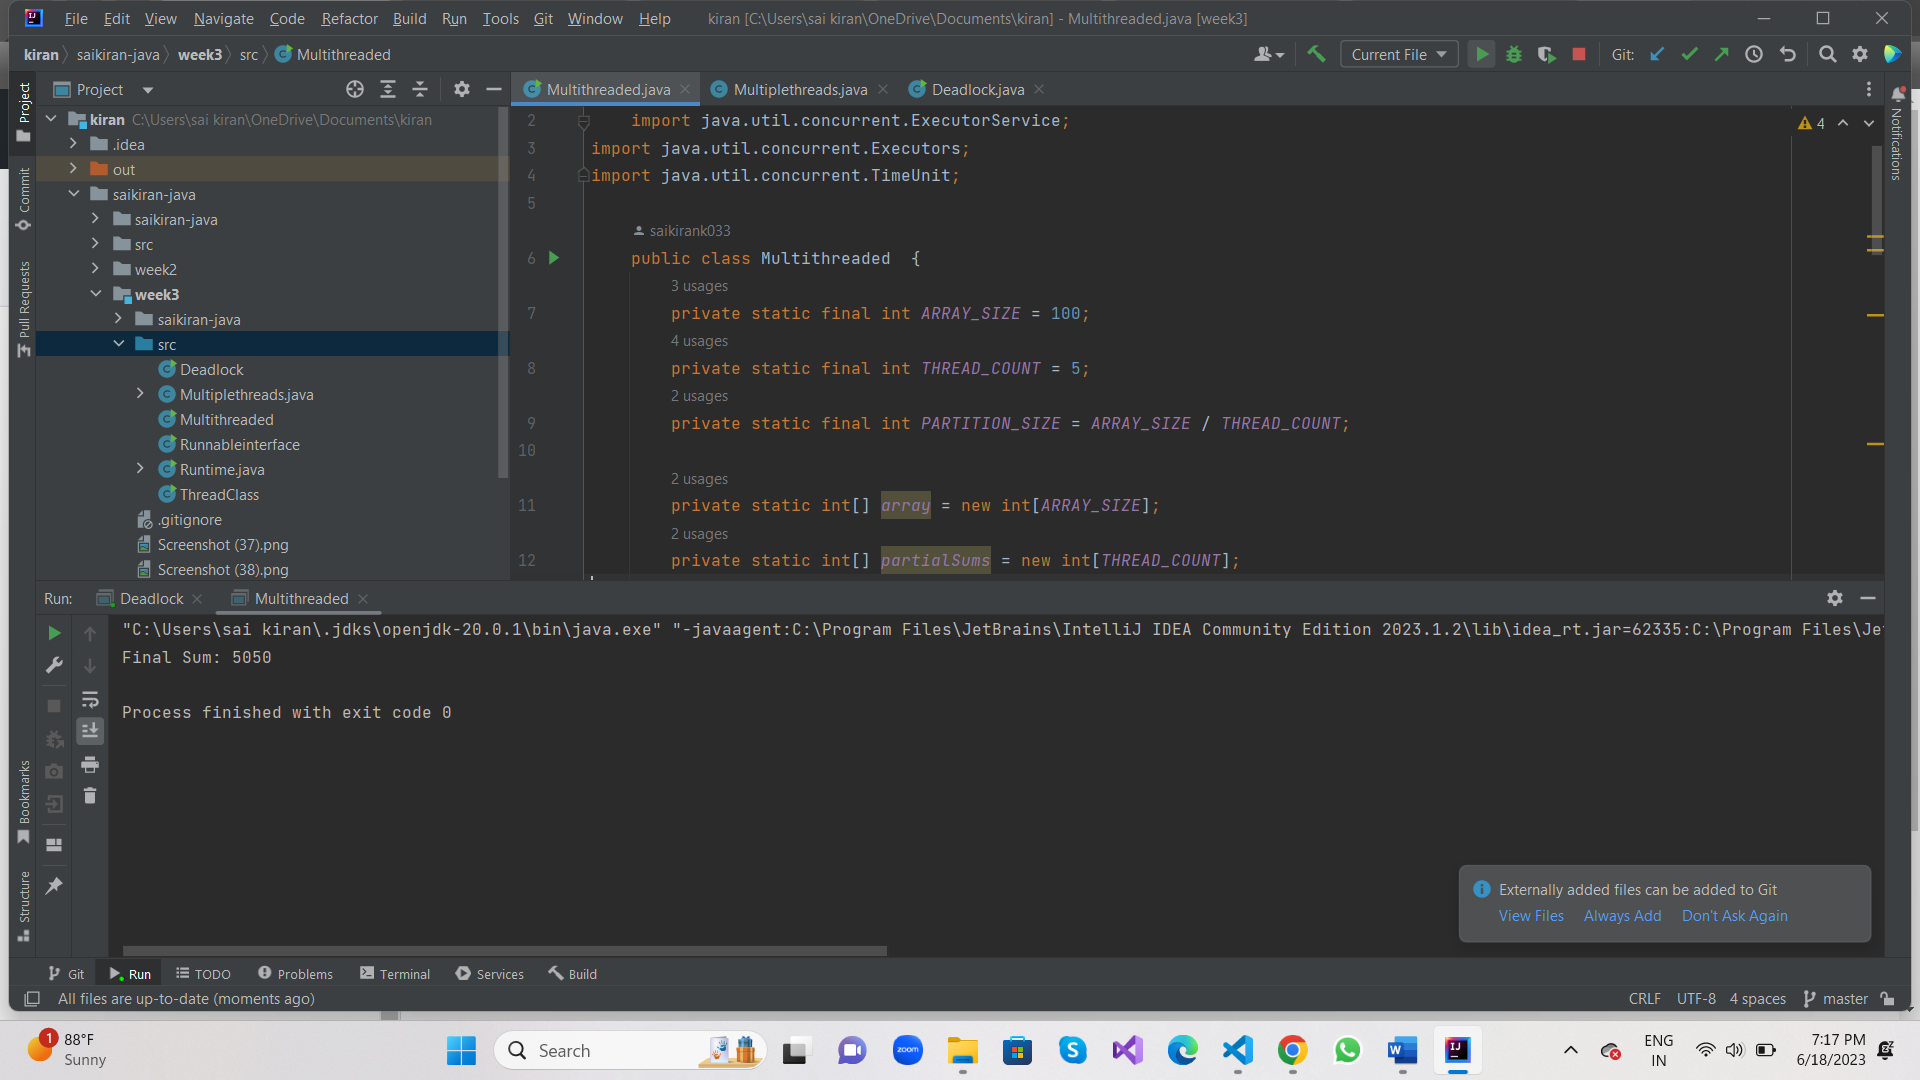 File Edit View Navigate Code Refactor Build Run Tools Git Window Help kiran [C:\Users\sai kiran\OneDrive\Documents\kiran] - Multithreaded.java [week3]
kiran saikiran-java week3 src Multithreaded Current File Git:
Project
Multithreaded.java Multiplethreads.java Deadlock.java
kiran C:\Users\sai kiran\OneDrive\Documents\kiran
.idea
out
saikiran-java
saikiran-java
src
week2
week3
saikiran-java
src
Deadlock
Multiplethreads.java
Multithreaded
Runnableinterface
Runtime.java
ThreadClass
.gitignore
Screenshot (37).png
Screenshot (38).png
Project
Commit
Pull Requests
Bookmarks
Structure
Notifications
4
2 import java.util.concurrent.ExecutorService;
3 import java.util.concurrent.Executors;
4 import java.util.concurrent.TimeUnit;
5
saikirank033
6 public class Multithreaded {
3 usages
7 private static final int ARRAY_SIZE = 100;
4 usages
8 private static final int THREAD_COUNT = 5;
2 usages
9 private static final int PARTITION_SIZE = ARRAY_SIZE / THREAD_COUNT;
10
2 usages
11 private static int[] array = new int[ARRAY_SIZE];
2 usages
12 private static int[] partialSums = new int[THREAD_COUNT];
Run: Deadlock Multithreaded
"C:\Users\sai kiran\.jdks\openjdk-20.0.1\bin\java.exe" "-javaagent:C:\Program Files\JetBrains\IntelliJ IDEA Community Edition 2023.1.2\lib\idea_rt.jar=62335:C:\Program Files\Je
Final Sum: 5050
Process finished with exit code 0
Externally added files can be added to Git
View Files Always Add Don't Ask Again
Git Run TODO Problems Terminal Services Build
All files are up-to-date (moments ago) CRLF UTF-8 4 spaces master
1 88°F
Sunny
Search
zoom
ENG
IN
7:17 PM
6/18/2023